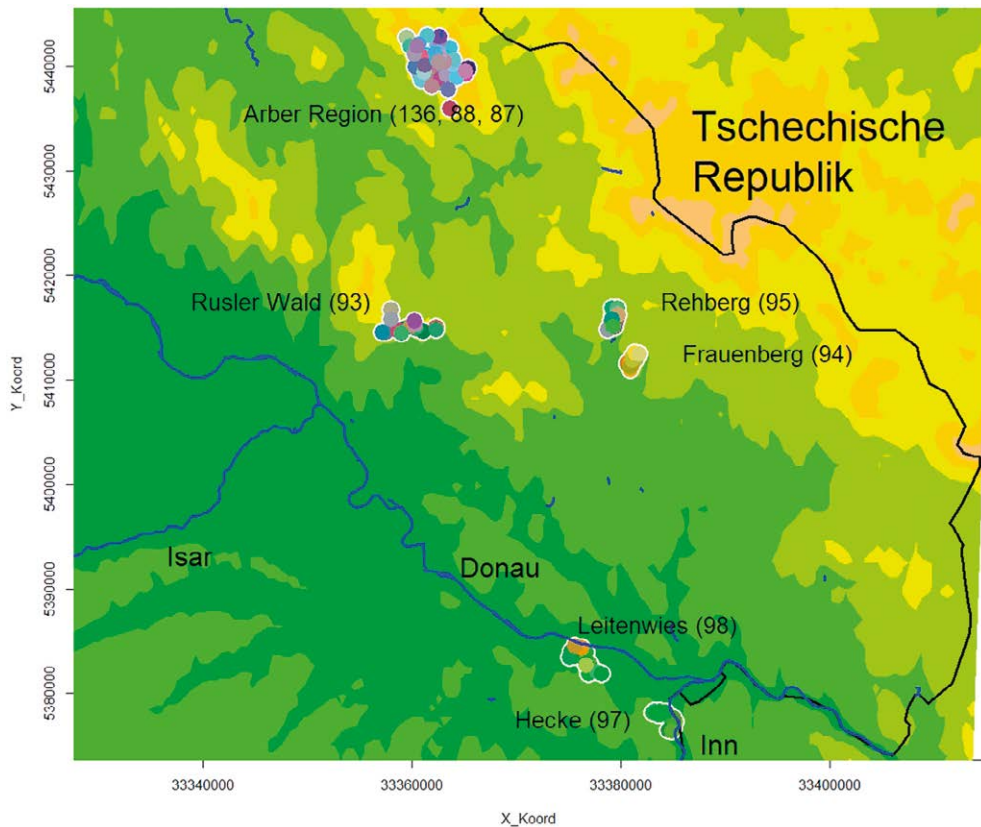 5440000
Arber Region (136, 88, 87)
Tschechische
Republik
5430000
5420000
Rusler Wald (93)
Rehberg (95)
Frauenberg (94)
5410000
Y_Koord
5400000
Isar
Donau
5390000
Leitenwies (98)
5380000
Hecke (97)
Inn
33340000
33360000
33380000
33400000
X_Koord